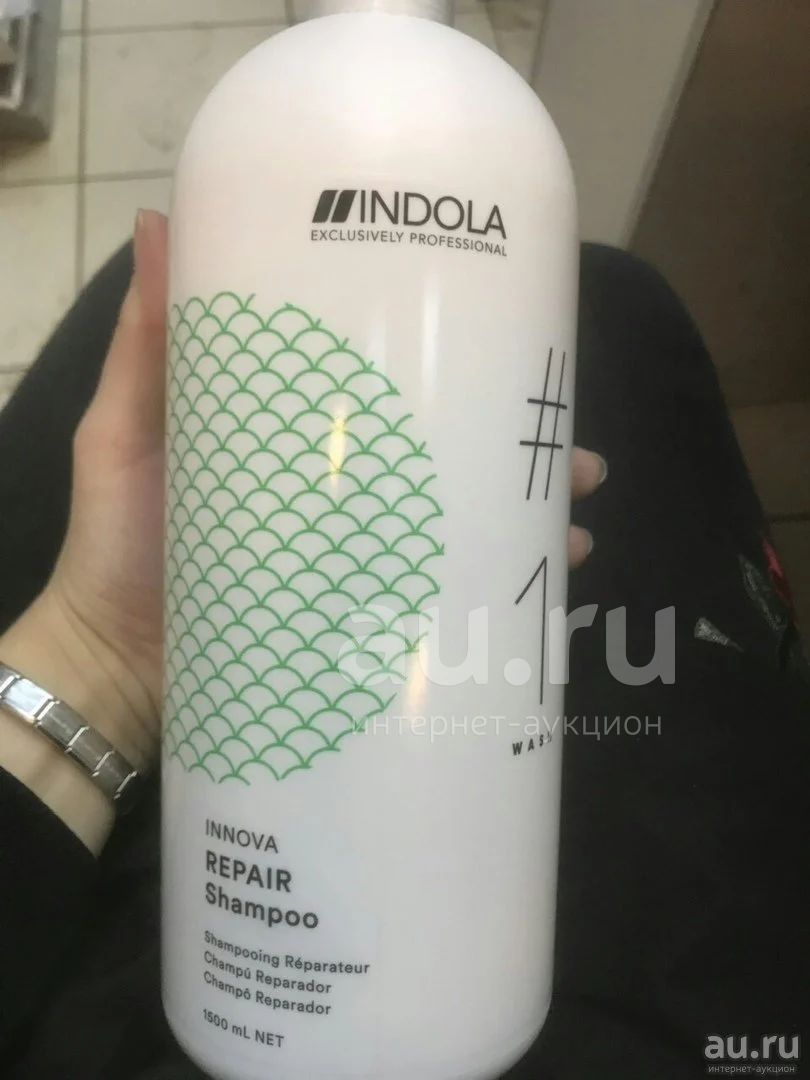 INDOLA
EXCLUSIVELY PROFESSIONAL
#
1
WASH
INNOVA
REPAIR
Shampoo
Shampooing Réparateur
Champú Reparador
Champô Reparador
1500 mL NET
au.ru
интернет-аукцион
au.ru
интернет-аукцион